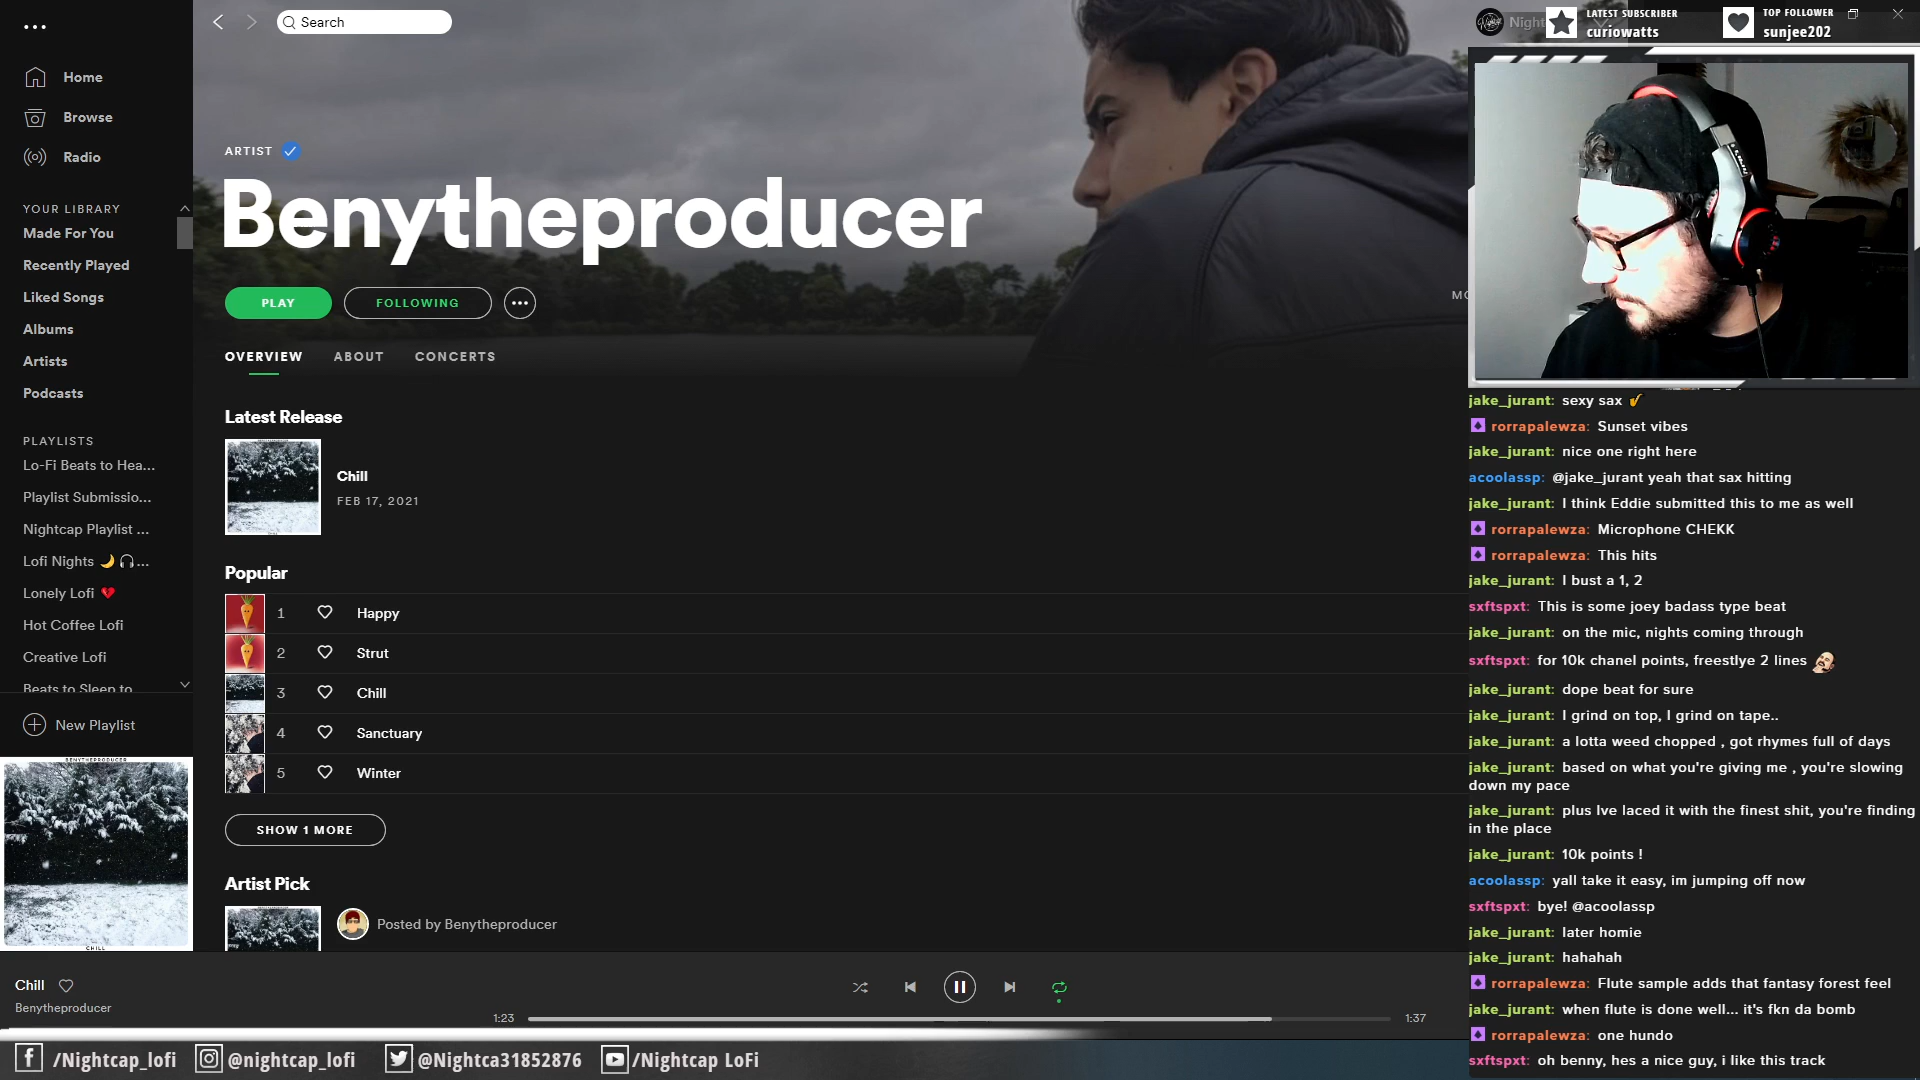 Search
Home
Browse
Radio
YOUR LIBRARY
Made For You
Recently Played
Liked Songs
Albums
Artists
Podcasts
PLAYLISTS
Lo-Fi Beats to Hea...
Playlist Submissio...
Nightcap Playlist ...
Lofi Nights 🌙🎧...
Lonely Lofi 💔
Hot Coffee Lofi
Creative Lofi
Beats to Sleep to
New Playlist
BENYTHEPRODUCER
CHILL
ARTIST
Benytheproducer
PLAY
FOLLOWING
OVERVIEW ABOUT CONCERTS
Latest Release
Chill
FEB 17, 2021
Popular
1 Happy
2 Strut
3 Chill
4 Sanctuary
5 Winter
SHOW 1 MORE
Artist Pick
Posted by Benytheproducer
Chill
Benytheproducer
1:23
1:37
/Nightcap_lofi @nightcap_lofi @Nightca31852876 /Nightcap LoFi
Night
LATEST SUBSCRIBER
curiowatts
TOP FOLLOWER
sunjee202
jake_jurant: sexy sax 🎷
rorrapalewza: Sunset vibes
jake_jurant: nice one right here
acoolassp: @jake_jurant yeah that sax hitting
jake_jurant: I think Eddie submitted this to me as well
rorrapalewza: Microphone CHEKK
rorrapalewza: This hits
jake_jurant: I bust a 1, 2
sxftspxt: This is some joey badass type beat
jake_jurant: on the mic, nights coming through
sxftspxt: for 10k chanel points, freestlye 2 lines
jake_jurant: dope beat for sure
jake_jurant: I grind on top, I grind on tape..
jake_jurant: a lotta weed chopped , got rhymes full of days
jake_jurant: based on what you're giving me , you're slowing
down my pace
jake_jurant: plus Ive laced it with the finest shit, you're finding
in the place
jake_jurant: 10k points !
acoolassp: yall take it easy, im jumping off now
sxftspxt: bye! @acoolassp
jake_jurant: later homie
jake_jurant: hahahah
rorrapalewza: Flute sample adds that fantasy forest feel
jake_jurant: when flute is done well... it's fkn da bomb
rorrapalewza: one hundo
sxftspxt: oh benny, hes a nice guy, i like this track